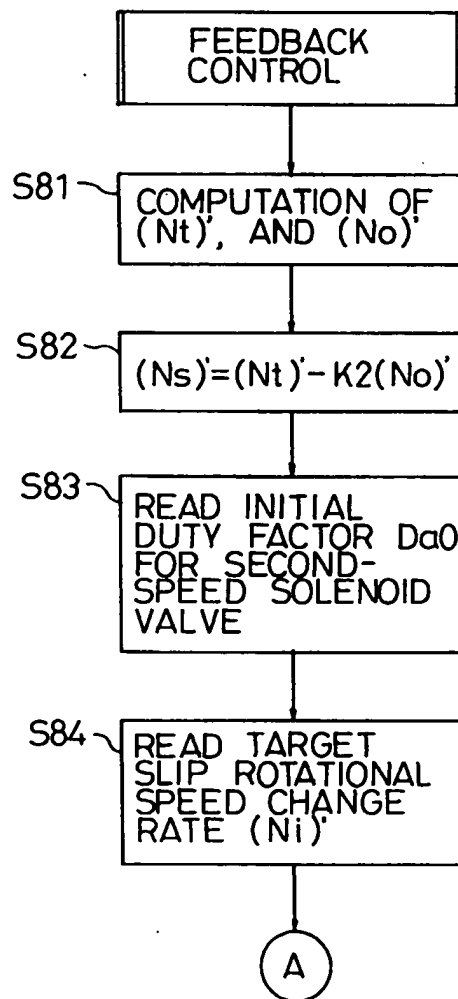 FEEDBACK
CONTROL
S81
COMPUTATION OF
(Nt)', AND (No)'
S82
(Ns)'=(Nt)'-K2(No)'
S83
READ INITIAL
DUTY FACTOR Da0
FOR SECOND-
SPEED SOLENOID
VALVE
S84
READ TARGET
SLIP ROTATIONAL
SPEED CHANGE
RATE (Ni)'
A